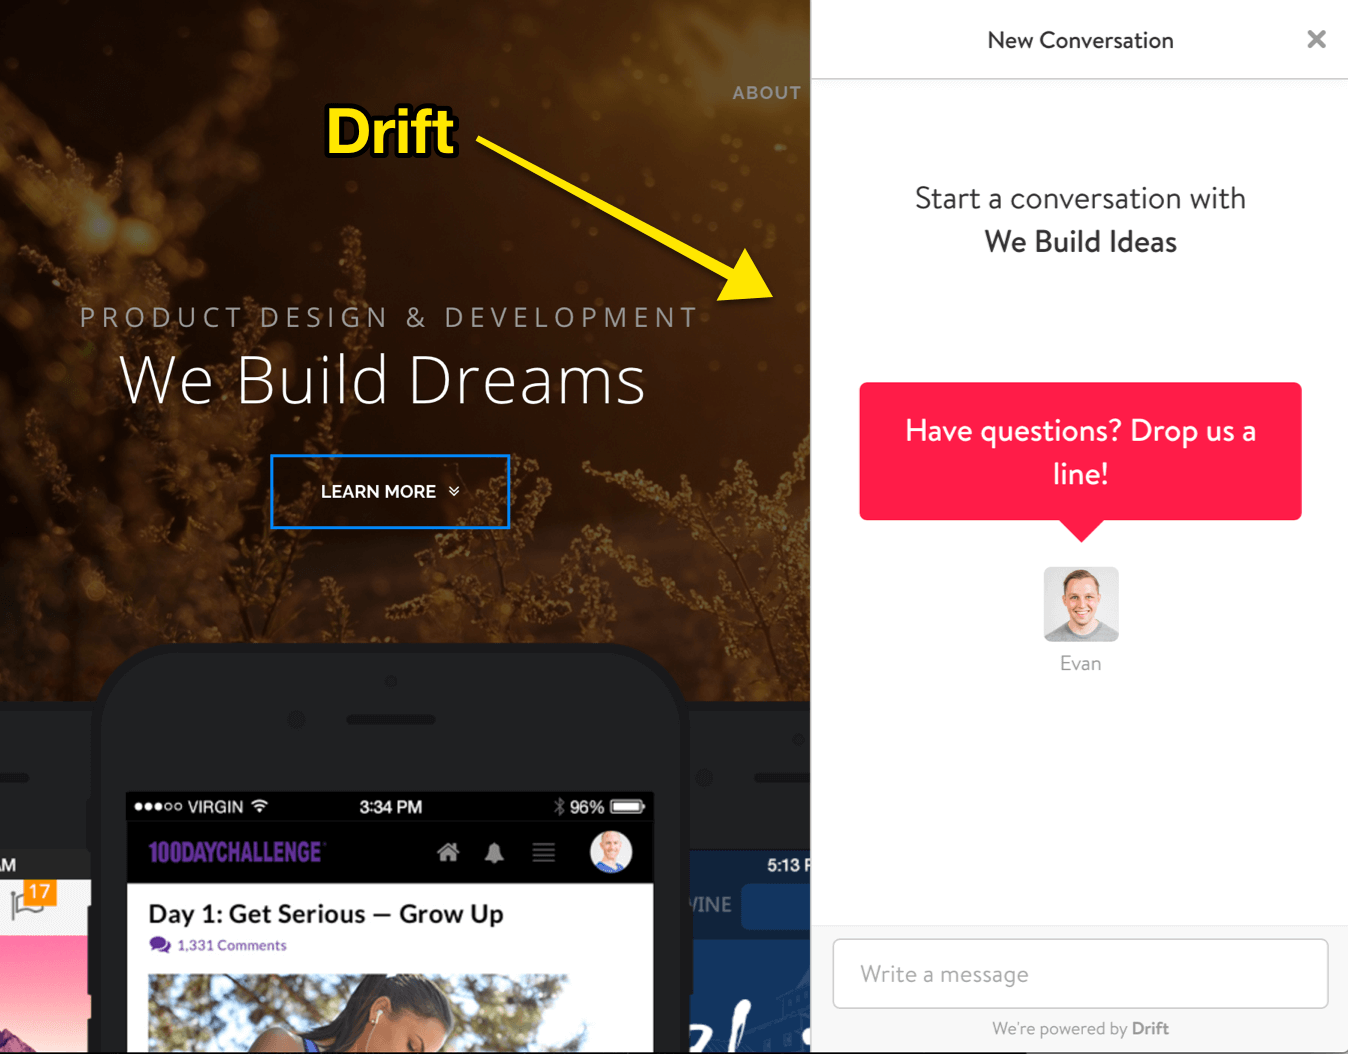 New Conversation
ABOUT
Drift
Start a conversation with
We Build Ideas
PRODUCT DESIGN & DEVELOPMENT
We Build Dreams
LEARN MORE
Have questions? Drop us a
line!
Evan
VIRGIN
3:34 PM
96%
100DAYCHALLENGE
17
5:13
Day 1: Get Serious — Grow Up
1,331 Comments
Write a message
We're powered by Drift